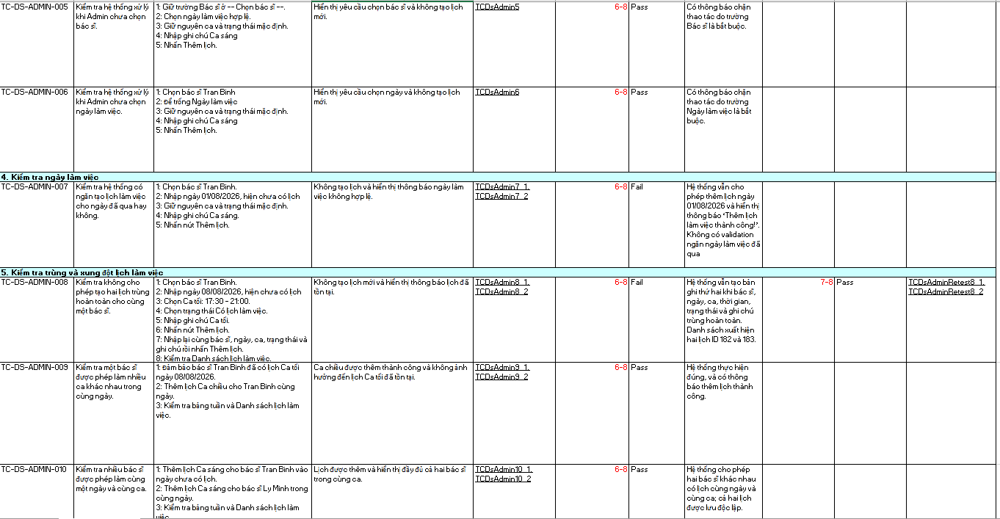 TC-DS-ADMIN-005
Kiểm tra hệ thống xử lý
khi Admin chưa chọn
bác sĩ.
1: Giữ trường Bác sĩ ở -- Chọn bác sĩ --.
2: Chọn ngày làm việc hợp lệ.
3: Giữ nguyên ca và trạng thái mặc định.
4: Nhập ghi chú Ca sáng
5: Nhấn Thêm lịch.
Hiển thị yêu cầu chọn bác sĩ và không tạo lịch
mới.
TCDsAdmin5
6-8
Pass
Có thông báo chặn
thao tác do trường
Bác sĩ là bắt buộc.
TC-DS-ADMIN-006
Kiểm tra hệ thống xử lý
khi Admin chưa chọn
ngày làm việc.
1: Chọn bác sĩ Tran Binh
2: Để trống Ngày làm việc
3: Giữ nguyên ca và trạng thái mặc định.
4: Nhập ghi chú Ca sáng
5: Nhấn Thêm lịch.
Hiển thị yêu cầu chọn ngày và không tạo lịch
mới.
TCDsAdmin6
6-8
Pass
Có thông báo chặn
thao tác do trường
Ngày làm việc là bắt
buộc.
4. Kiểm tra ngày làm việc
TC-DS-ADMIN-007
Kiểm tra hệ thống có
ngăn tạo lịch làm việc
cho ngày đã qua hay
không.
1: Chọn bác sĩ Tran Binh.
2: Nhập ngày 01/08/2026, hiện chưa có lịch
3: Giữ nguyên ca và trạng thái mặc định.
4: Nhập ghi chú Ca sáng.
5: Nhấn nút Thêm lịch.
Không tạo lịch và hiển thị thông báo ngày làm
việc không hợp lệ.
TCDsAdmin7_1.
TCDsAdmin7_2
6-8
Fail
Hệ thống vẫn cho
phép thêm lịch ngày
01/08/2026 và hiển thị
thông báo “Thêm lịch
làm việc thành công!”.
Không có validation
ngăn ngày làm việc đã
qua
5. Kiểm tra trùng và xung đột lịch làm việc
TC-DS-ADMIN-008
Kiểm tra không cho
phép tạo hai lịch trùng
hoàn toàn cho cùng
một bác sĩ.
1: Chọn bác sĩ Tran Binh.
2: Nhập ngày 08/08/2026, hiện chưa có lịch
3: Chọn Ca tối: 17:30 – 21:00.
4: Chọn trạng thái Có lịch làm việc.
5: Nhập ghi chú Ca tối.
6: Nhấn nút Thêm lịch.
7: Nhập lại cùng bác sĩ, ngày, ca, trạng thái và
ghi chú rồi nhấn Thêm lịch.
8: Kiểm tra Danh sách lịch làm việc.
Không tạo lịch mới và hiển thị thông báo lịch đã
tồn tại.
TCDsAdmin8_1.
TCDsAdmin8_2
6-8
Fail
Hệ thống vẫn tạo bản
ghi thứ hai khi bác sĩ,
ngày, ca, thời gian,
trạng thái và ghi chú
trùng hoàn toàn.
Danh sách xuất hiện
hai lịch ID 182 và 183.
7-8
Pass
TCDsAdminRetest8_1.
TCDsAdminRetest8_2
TC-DS-ADMIN-009
Kiểm tra một bác sĩ
được phép làm nhiều
ca khác nhau trong
cùng ngày.
1: Đảm bảo bác sĩ Tran Binh đã có lịch Ca tối
ngày 08/08/2026.
2: Thêm lịch Ca chiều cho Tran Binh cùng
ngày.
3: Kiểm tra bảng tuần và Danh sách lịch làm
việc.
Ca chiều được thêm thành công và không ảnh
hưởng đến lịch Ca tối đã tồn tại.
TCDsAdmin9_1.
TCDsAdmin9_2
6-8
Pass
Hệ thống thực hiện
đúng, và có thông
báo thêm lịch thành
công.
TC-DS-ADMIN-010
Kiểm tra nhiều bác sĩ
được phép làm cùng
một ngày và cùng ca.
1: Thêm lịch Ca sáng cho bác sĩ Tran Binh vào
ngày chưa có lịch.
2: Thêm lịch Ca sáng cho bác sĩ Ly Minh trong
cùng ngày.
3: Kiểm tra bảng tuần và Danh sách lịch làm
việc.
Lịch được thêm và hiển thị đầy đủ cả hai bác sĩ
trong cùng ca.
TCDsAdmin10_1.
TCDsAdmin10_2
6-8
Pass
Hệ thống cho phép
hai bác sĩ khác nhau
có lịch cùng ngày và
cùng ca; cả hai lịch
được lưu độc lập.